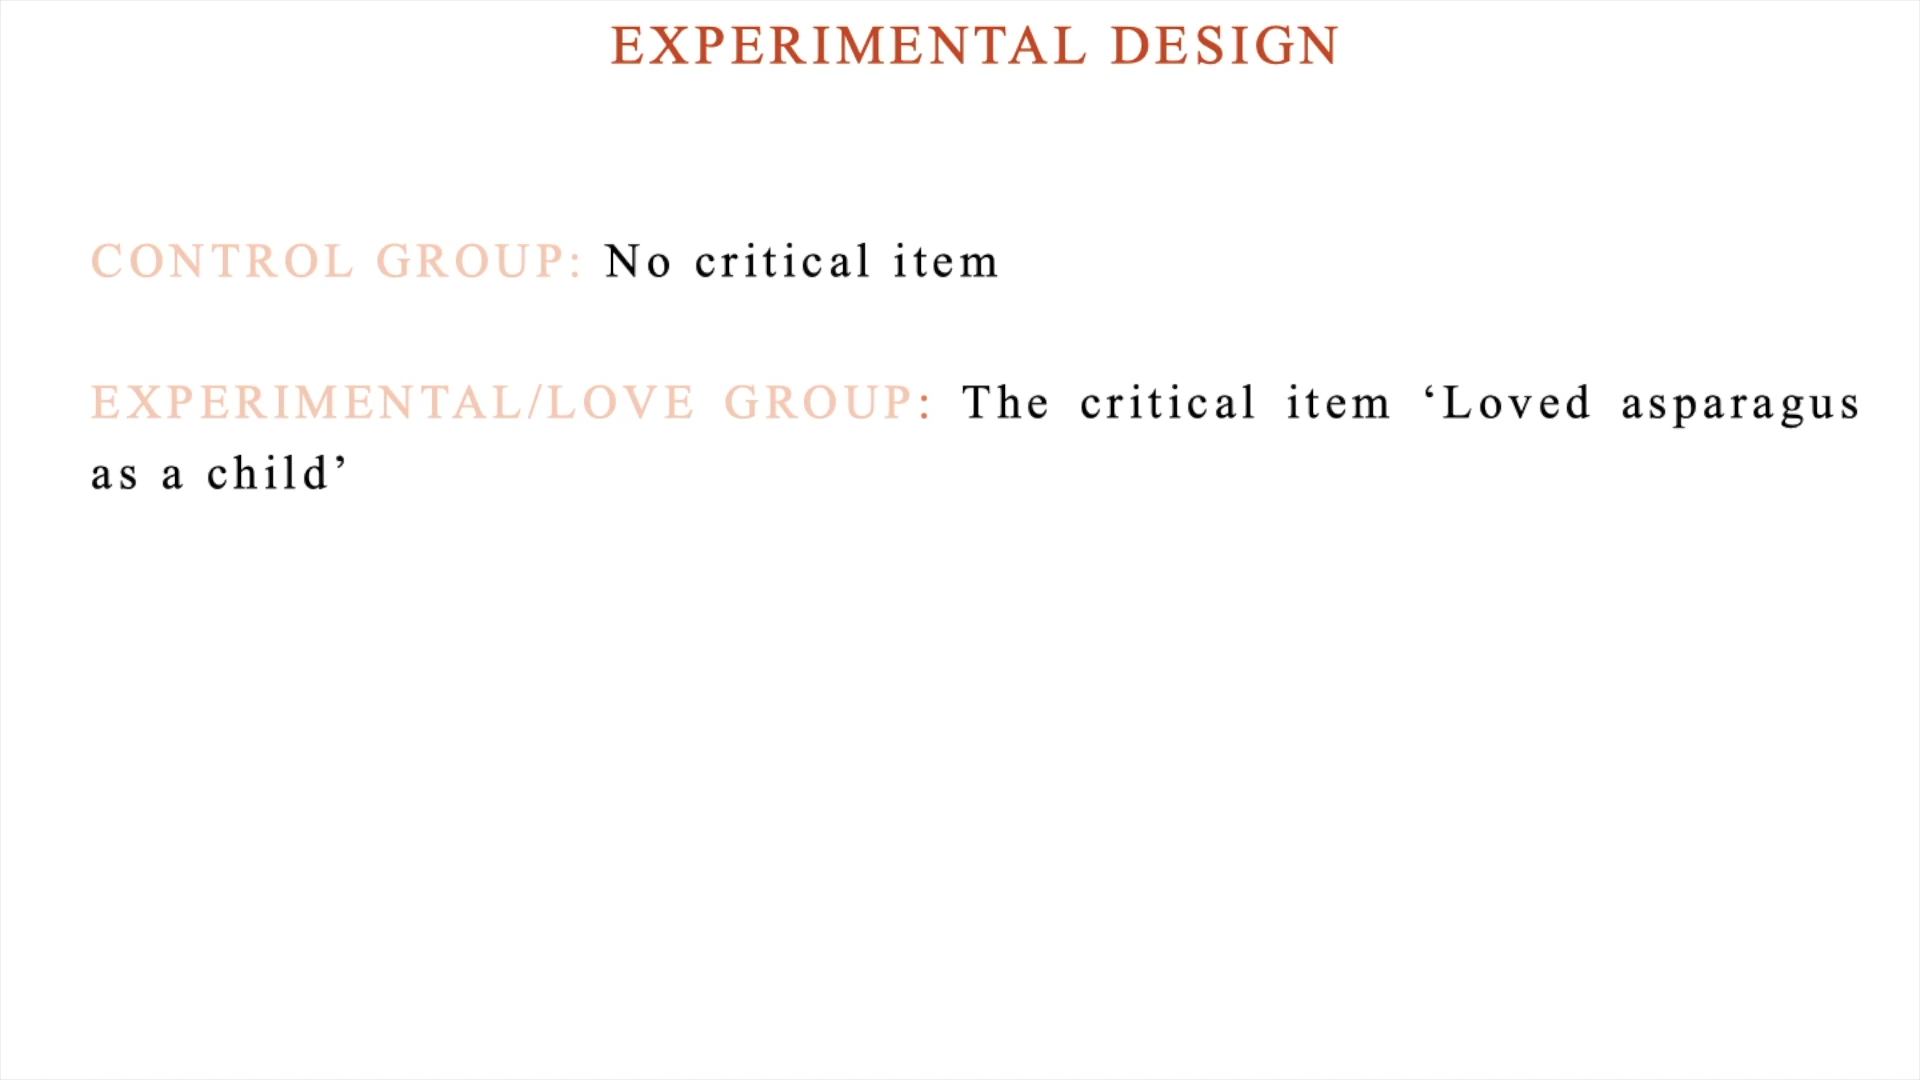 EXPERIMENTAL DESIGN
CONTROL GROUP: No critical item
EXPERIMENTAL/LOVE GROUP: The critical item ‘Loved asparagus
as a child’